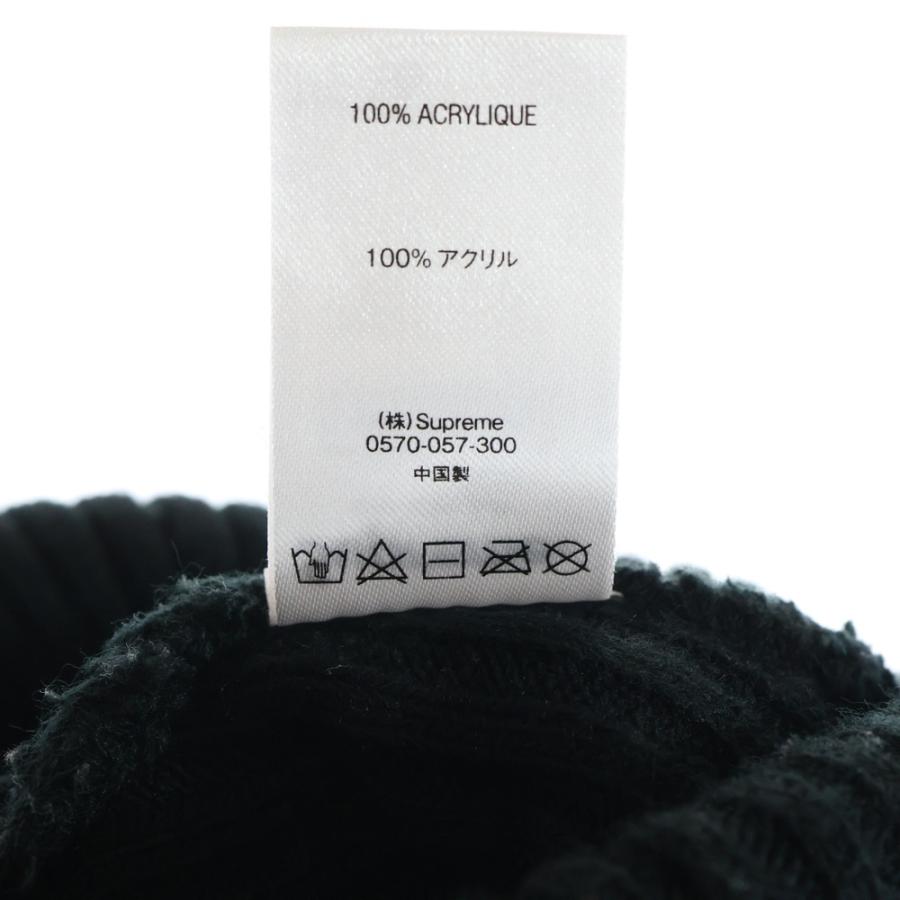 100% ACRYLIQUE
100% アクリル
(株)Supreme
0570-057-300
中国製